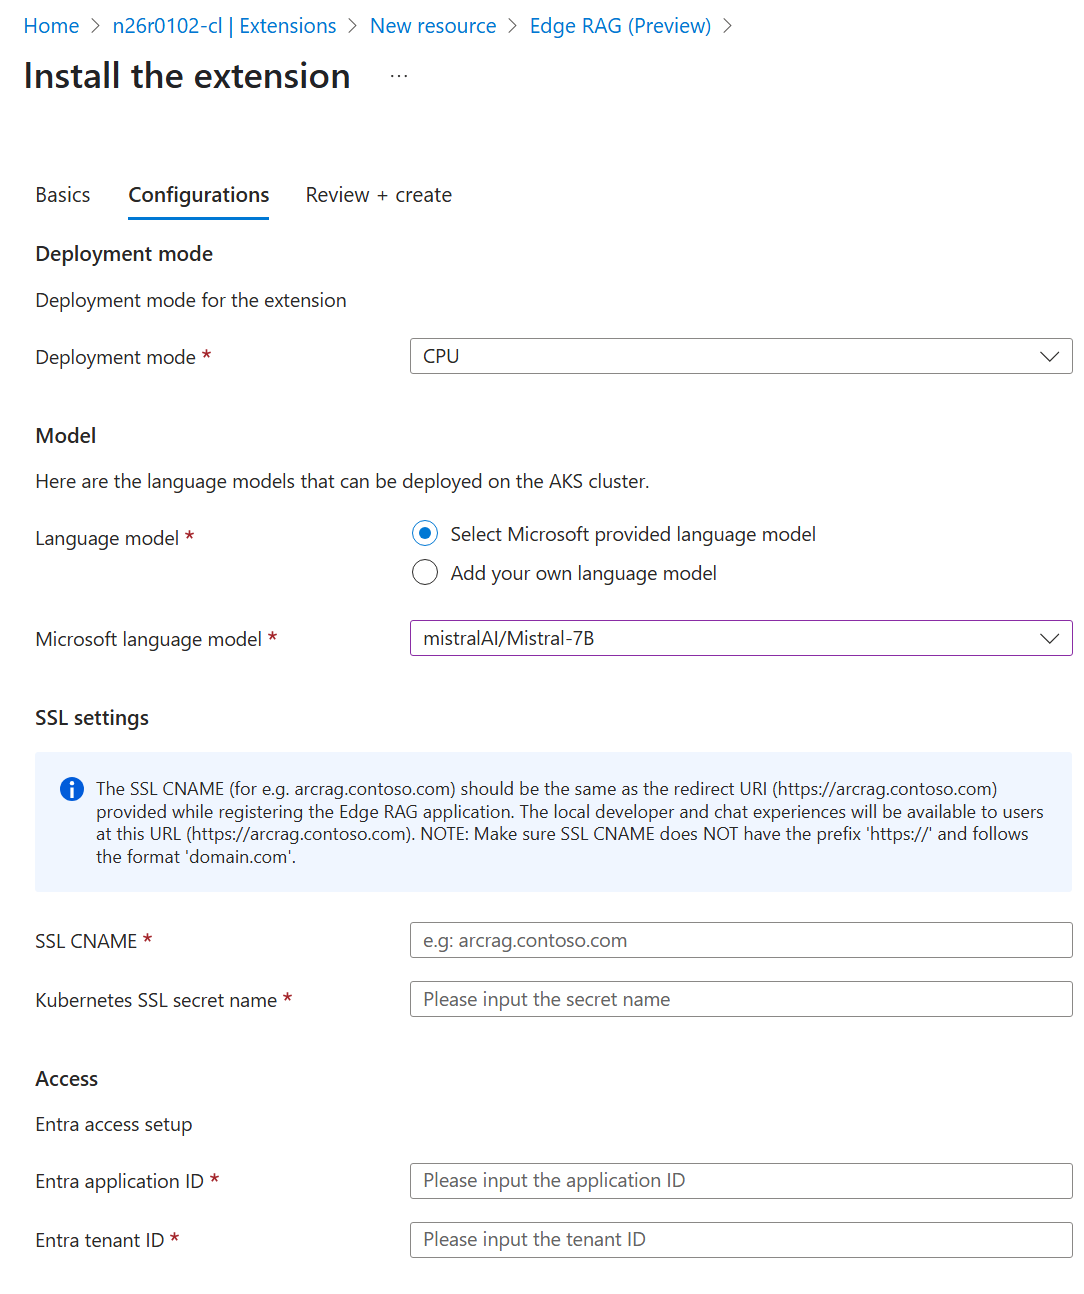 Home > n26r0102-cl | Extensions > New resource > Edge RAG (Preview) >
Install the extension ...
Basics Configurations Review + create
Deployment mode
Deployment mode for the extension
Deployment mode * CPU
Model
Here are the language models that can be deployed on the AKS cluster.
Language model * Select Microsoft provided language model
Add your own language model
Microsoft language model * mistralAI/Mistral-7B
SSL settings
The SSL CNAME (for e.g. arcrag.contoso.com) should be the same as the redirect URI (https://arcrag.contoso.com)
provided while registering the Edge RAG application. The local developer and chat experiences will be available to users
at this URL (https://arcrag.contoso.com). NOTE: Make sure SSL CNAME does NOT have the prefix 'https://' and follows
the format 'domain.com'.
SSL CNAME * e.g: arcrag.contoso.com
Kubernetes SSL secret name * Please input the secret name
Access
Entra access setup
Entra application ID * Please input the application ID
Entra tenant ID * Please input the tenant ID